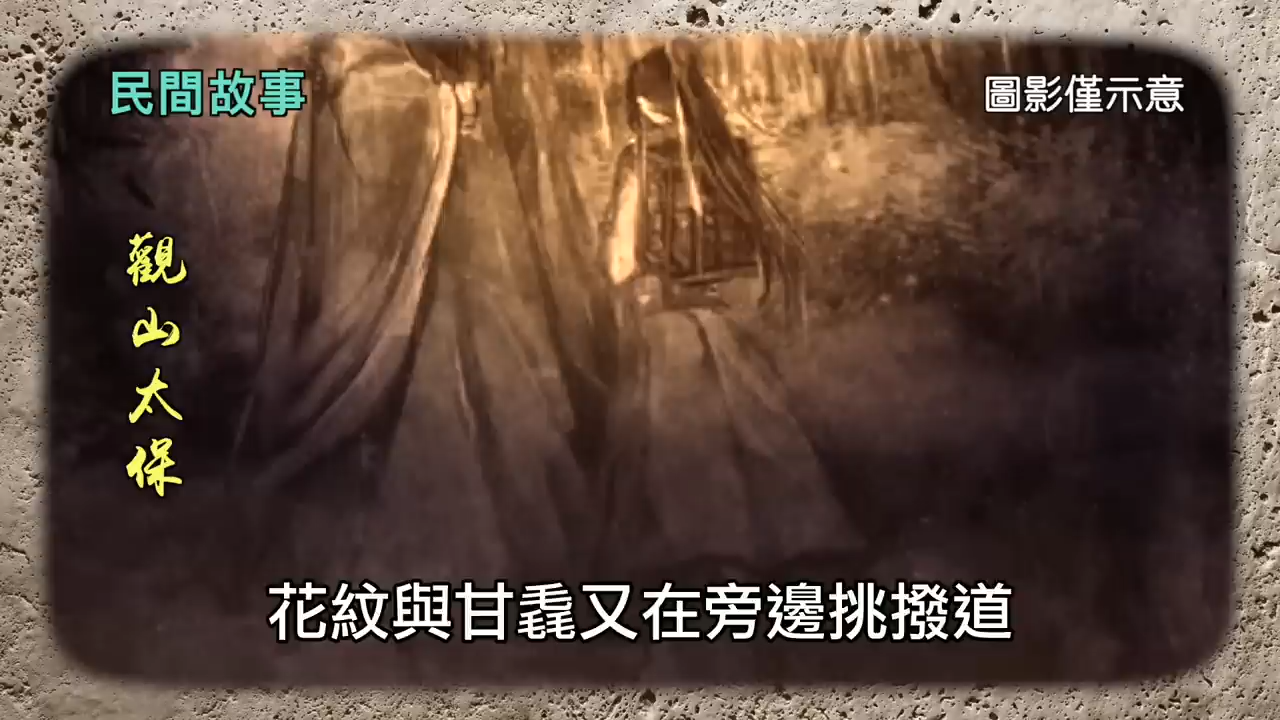 民間故事
圖影僅示意
觀山太保
花紋與甘毳又在旁邊挑撥道